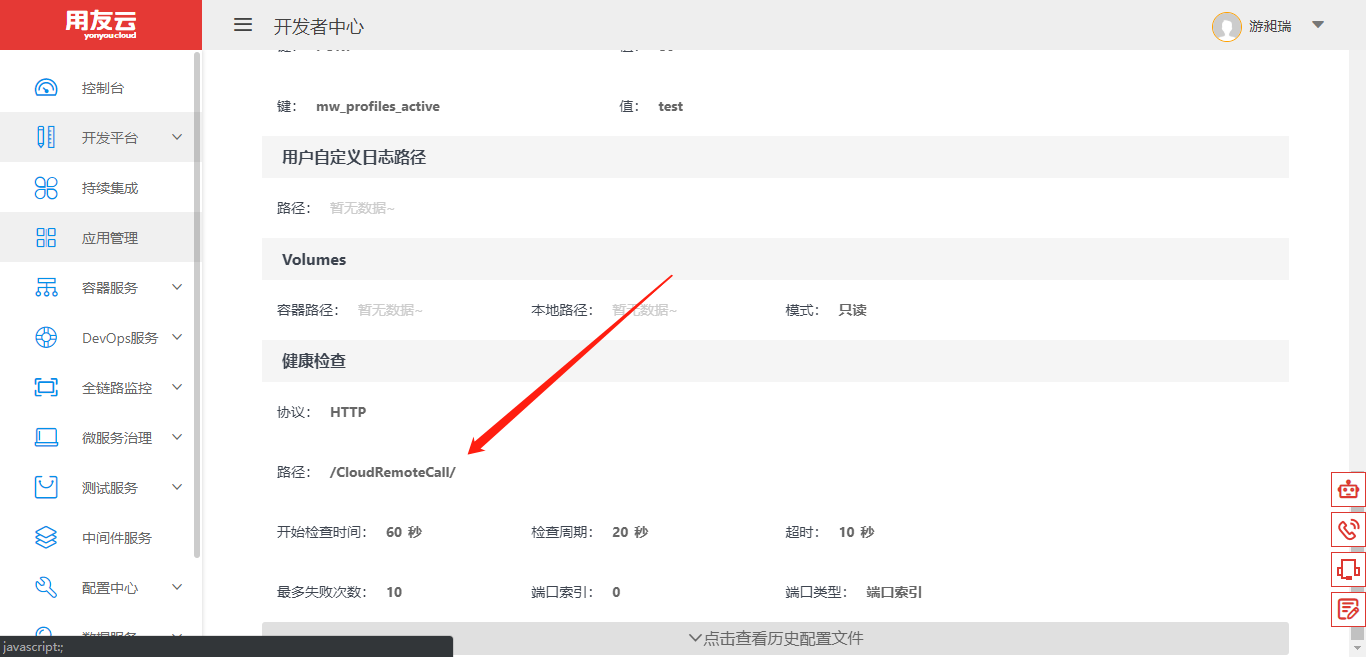 用友云
yonyoucloud
开发者中心
游昶瑞
控制台
开发平台
持续集成
应用管理
容器服务
DevOps服务
全链路监控
微服务治理
测试服务
中间件服务
配置中心
数据服务
键： mw_profiles_active 值： test
用户自定义日志路径
路径： 暂无数据~
Volumes
容器路径： 暂无数据~ 本地路径： 暂无数据~ 模式： 只读
健康检查
协议： HTTP
路径： /CloudRemoteCall/
开始检查时间： 60 秒 检查周期： 20 秒 超时： 10 秒
最多失败次数： 10 端口索引： 0 端口类型： 端口索引
点击查看历史配置文件
javascript:;